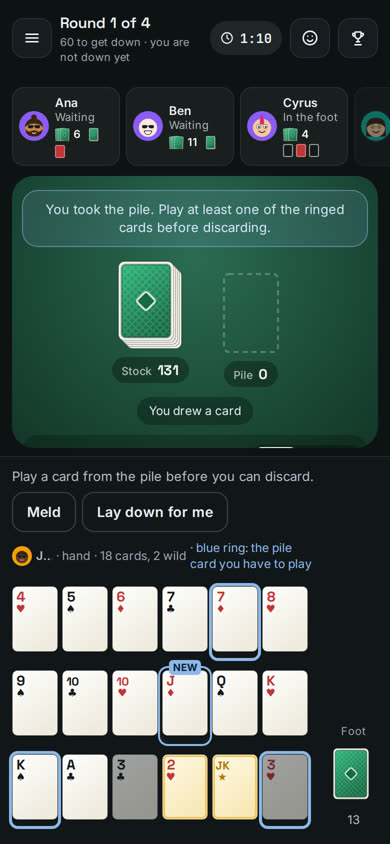 Round 1 of 4
60 to get down · you are
not down yet
1:10
Ana
Waiting
6
Ben
Waiting
11
Cyrus
In the foot
4
You took the pile. Play at least one of the ringed
cards before discarding.
Stock 131
Pile 0
You drew a card
Play a card from the pile before you can discard.
Meld
Lay down for me
J.. · hand · 18 cards, 2 wild
· blue ring: the pile
card you have to play
4♥ 5♠ 6♦ 7♣ 7♦ 8♥
NEW
9♠ 10♣ 10♥ J♦ Q♠ K♥
K♠ A♣ 3♣ 2♥ JK★ 3♥
Foot
13